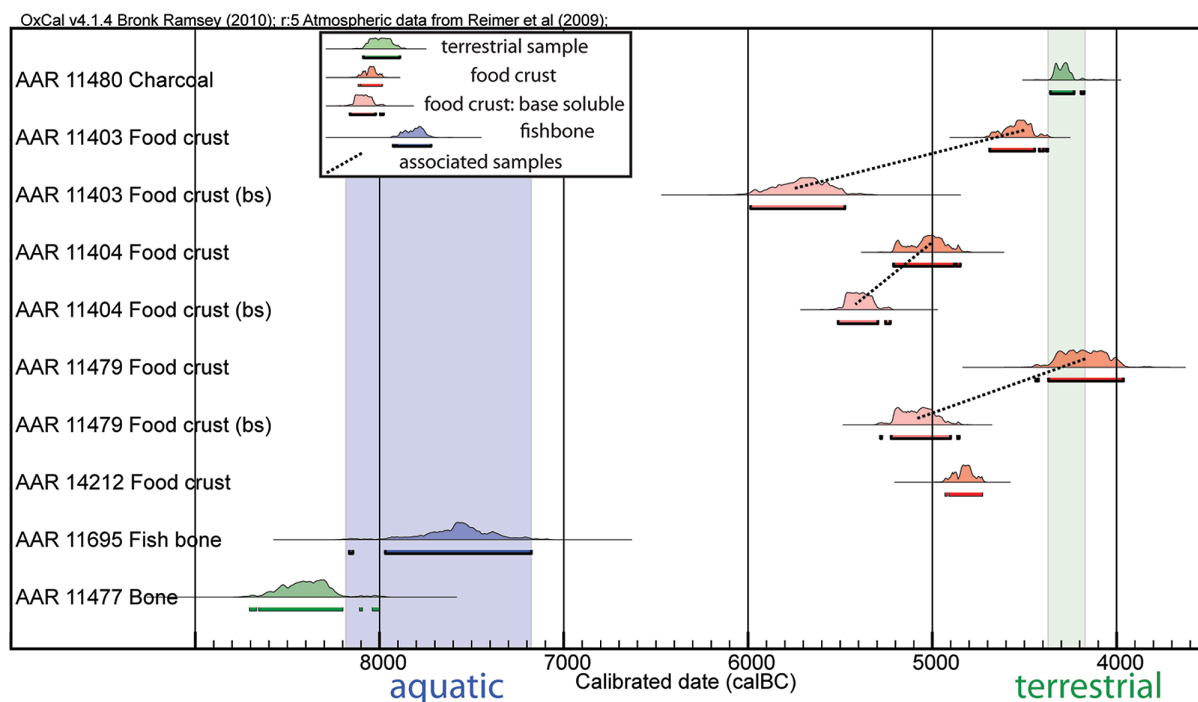 OxCal v4.1.4 Bronk Ramsey (2010); r:5 Atmospheric data from Reimer et al (2009);
terrestrial sample
food crust
food crust: base soluble
fishbone
associated samples
AAR 11480 Charcoal
AAR 11403 Food crust
AAR 11403 Food crust (bs)
AAR 11404 Food crust
AAR 11404 Food crust (bs)
AAR 11479 Food crust
AAR 11479 Food crust (bs)
AAR 14212 Food crust
AAR 11695 Fish bone
AAR 11477 Bone
8000 7000 6000 5000 4000
aquatic Calibrated date (calBC) terrestrial